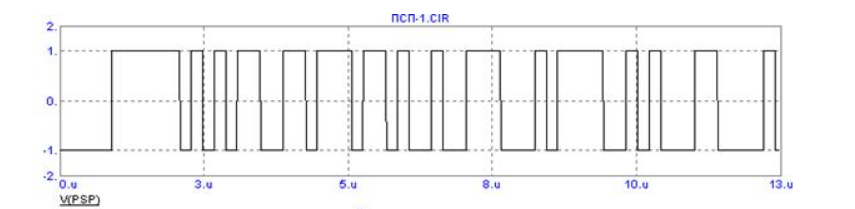 ПСП-1.CIR
2.
1.
0.
-1.
-2.
0.u 3.u 5.u 8.u 10.u 13.u
V(PSP)